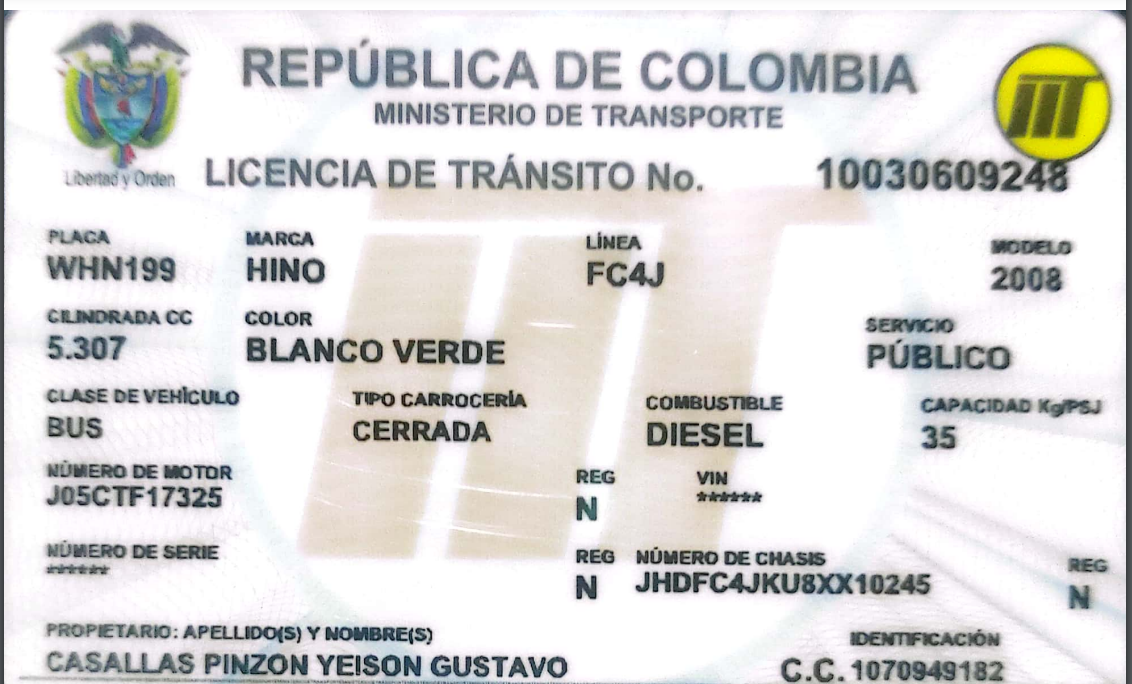 REPÚBLICA DE COLOMBIA
MINISTERIO DE TRANSPORTE
Libertad y Orden
LICENCIA DE TRÁNSITO No. 10030609248
PLACA MARCA LÍNEA MODELO
WHN199 HINO FC4J 2008
CILINDRADA CC COLOR SERVICIO
5.307 BLANCO VERDE PÚBLICO
CLASE DE VEHÍCULO TIPO CARROCERÍA COMBUSTIBLE CAPACIDAD Kg/PSJ
BUS CERRADA DIESEL 35
NÚMERO DE MOTOR REG VIN
J05CTF17325 N ******
NÚMERO DE SERIE REG NÚMERO DE CHASIS REG
****** N JHDFC4JKU8XX10245 N
PROPIETARIO: APELLIDO(S) Y NOMBRE(S) IDENTIFICACIÓN
CASALLAS PINZON YEISON GUSTAVO C.C. 1070949182